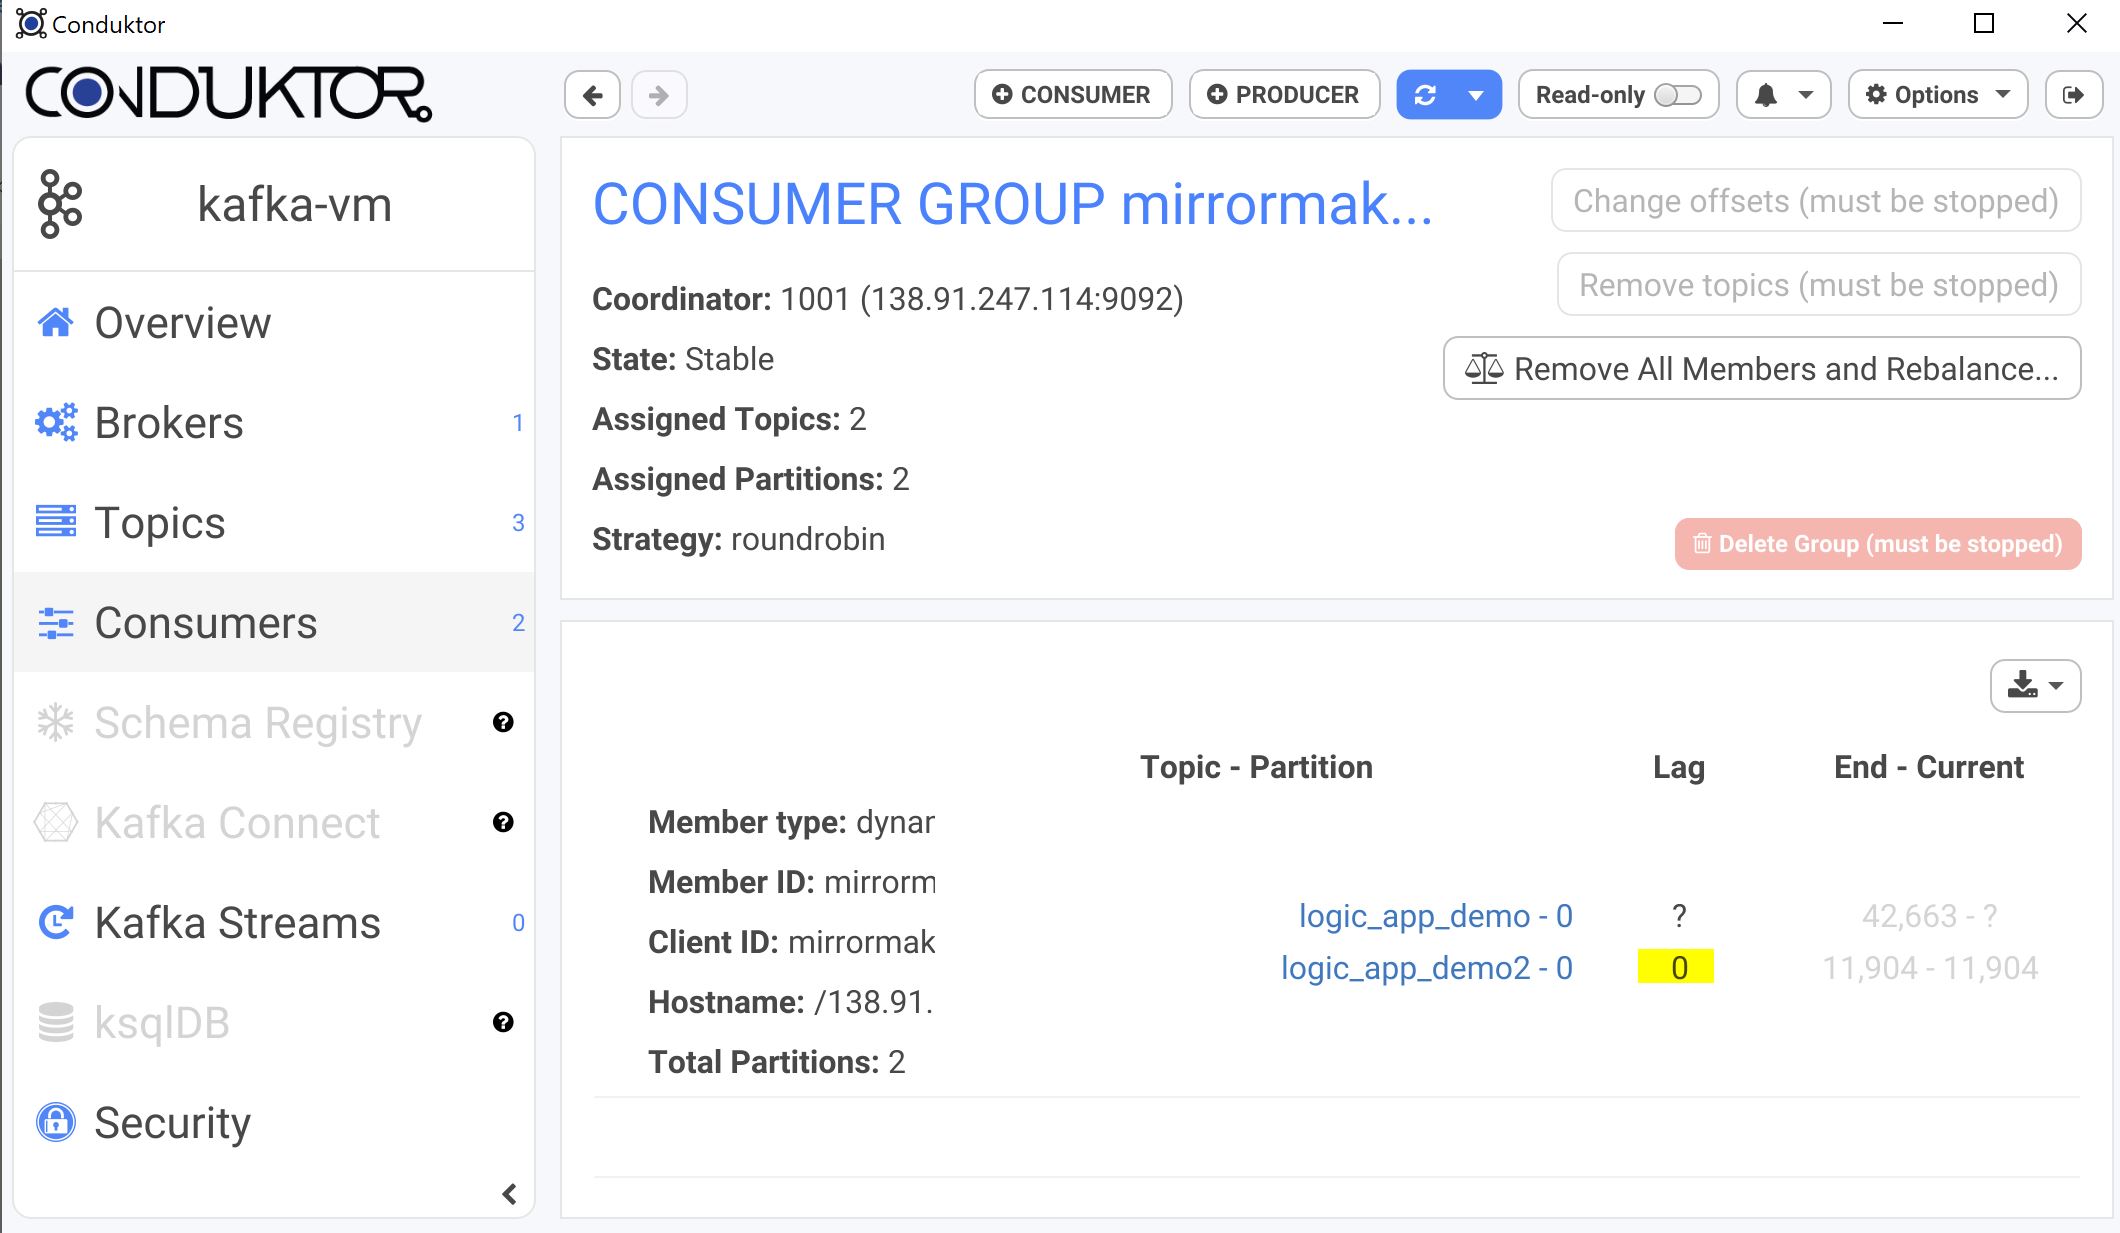 Conduktor
CONDUKTOR
CONSUMER
PRODUCER
Read-only
Options
kafka-vm
Overview
Brokers 1
Topics 3
Consumers 2
Schema Registry ?
Kafka Connect ?
Kafka Streams 0
ksqlDB ?
Security
CONSUMER GROUP mirrormak...
Coordinator: 1001 (138.91.247.114:9092)
State: Stable
Assigned Topics: 2
Assigned Partitions: 2
Strategy: roundrobin
Change offsets (must be stopped)
Remove topics (must be stopped)
Remove All Members and Rebalance...
Delete Group (must be stopped)
Topic - Partition Lag End - Current
Member type: dynar
Member ID: mirrorm
Client ID: mirrormak
Hostname: /138.91.
Total Partitions: 2
logic_app_demo - 0 ? 42,663 - ?
logic_app_demo2 - 0 0 11,904 - 11,904